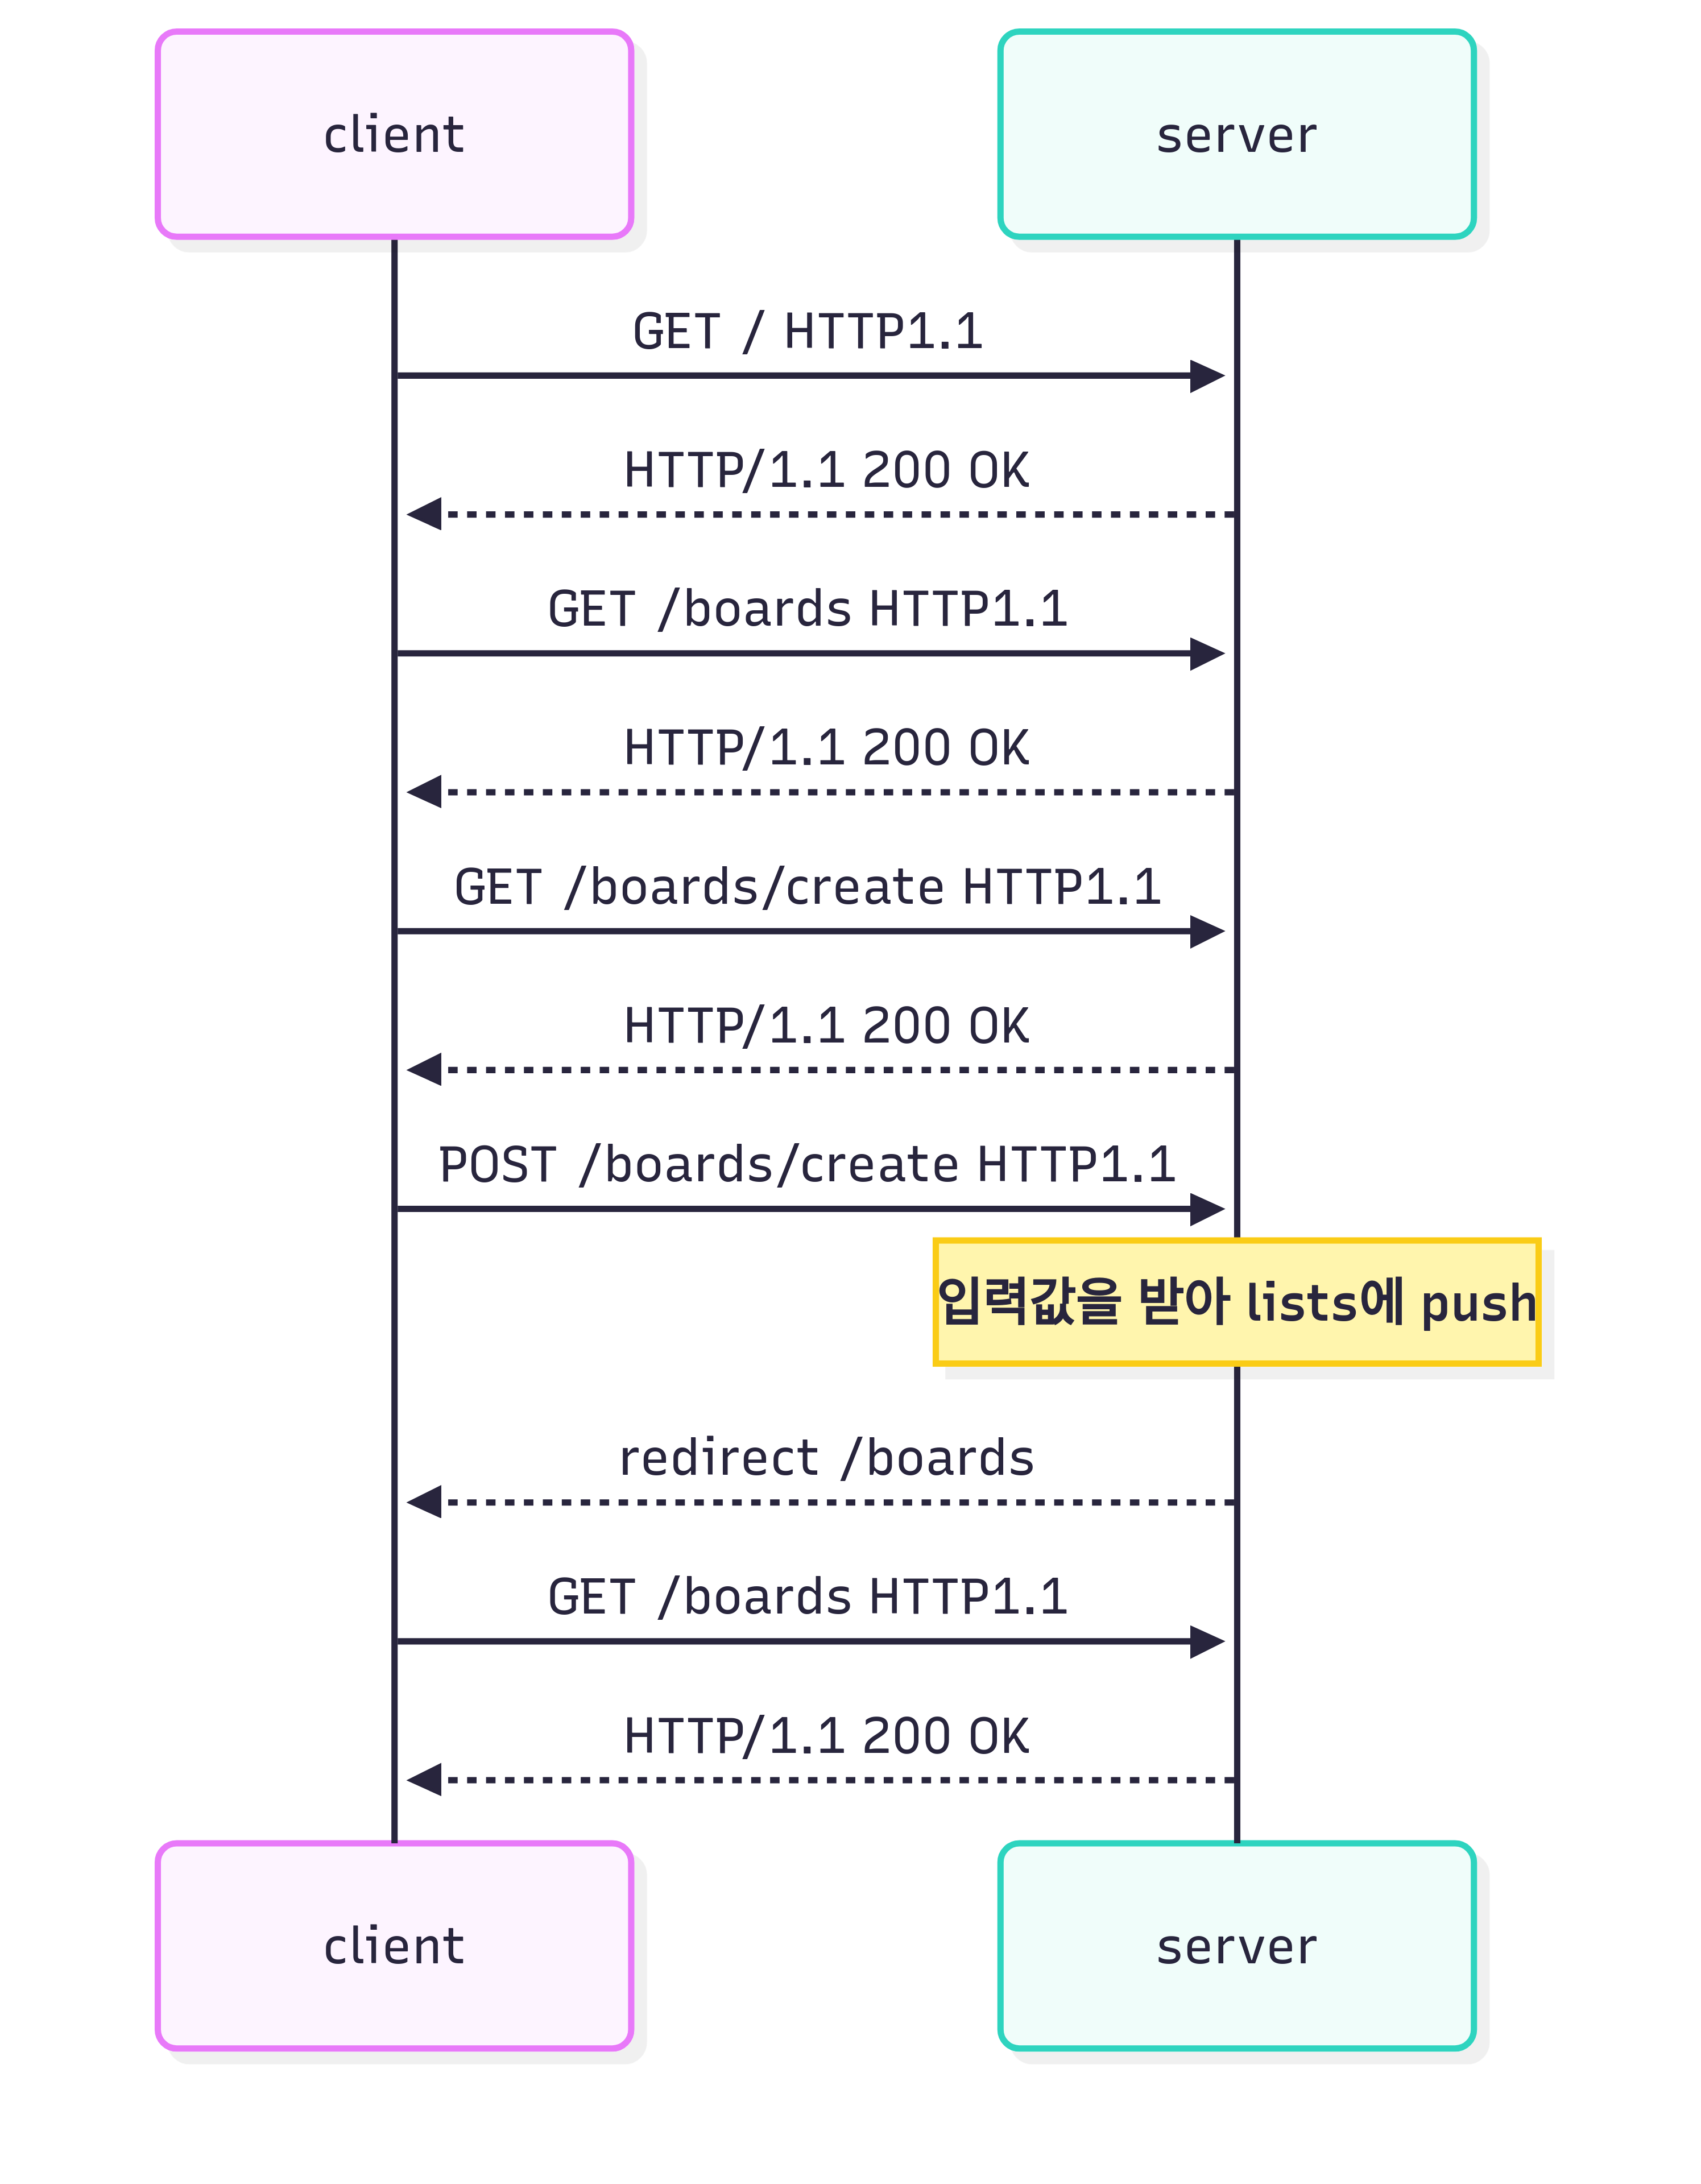 client
server
GET / HTTP1.1
HTTP/1.1 200 OK
GET /boards HTTP1.1
HTTP/1.1 200 OK
GET /boards/create HTTP1.1
HTTP/1.1 200 OK
POST /boards/create HTTP1.1
입력값을 받아 lists에 push
redirect /boards
GET /boards HTTP1.1
HTTP/1.1 200 OK
client
server